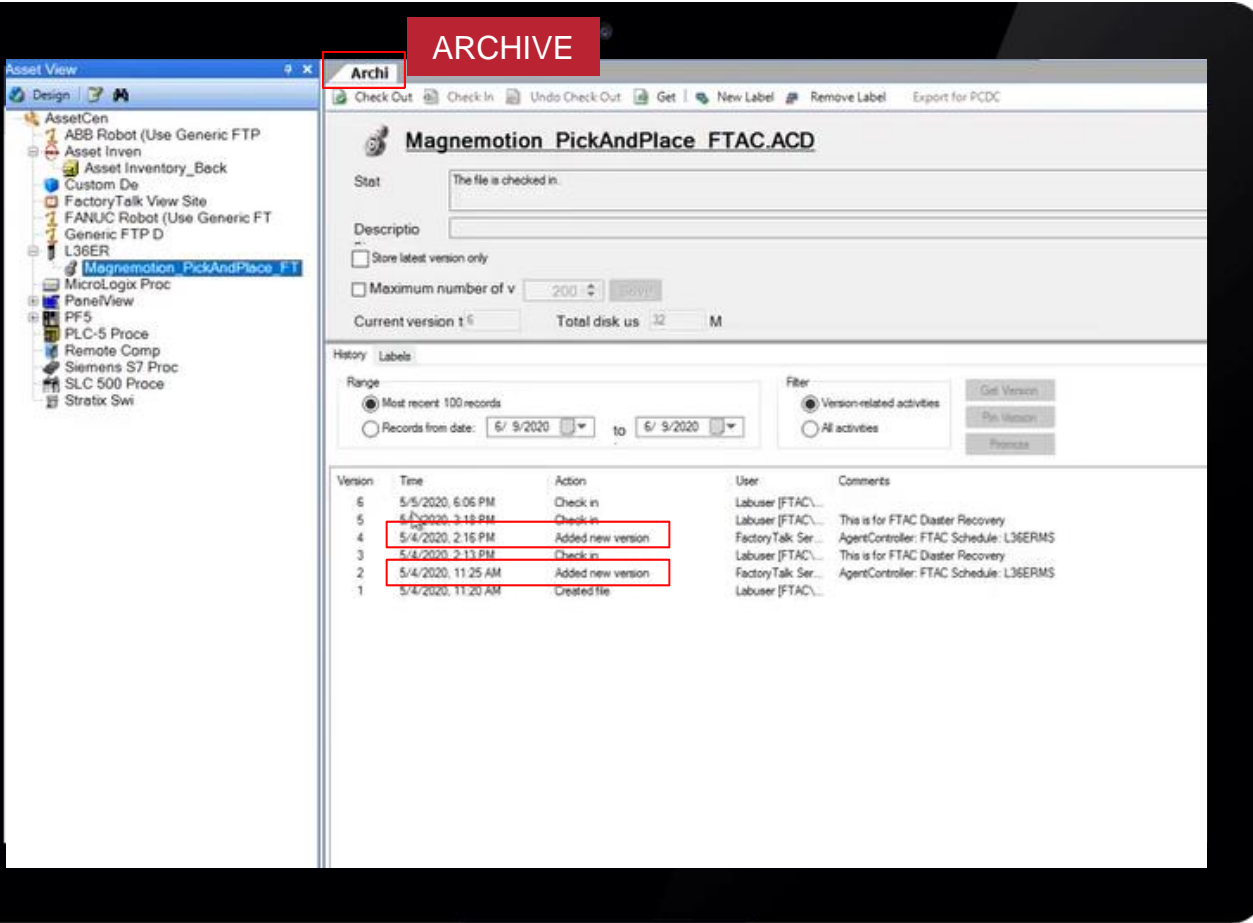 ARCHIVE
Asset View
Archi
Design
Check Out Check In Undo Check Out Get New Label Remove Label Export for PCDC
AssetCen
ABB Robot (Use Generic FTP
Asset Inven
Asset Inventory_Back
Custom De
FactoryTalk View Site
FANUC Robot (Use Generic FT
Generic FTP D
L36ER
Magnemotion_PickAndPlace_FT
MicroLogix Proc
PanelView
PF5
PLC-5 Proce
Remote Comp
Siemens S7 Proc
SLC 500 Proce
Stratix Swi
Magnemotion_PickAndPlace_FTAC.ACD
Stat The file is checked in.
Descriptio
Store latest version only
Maximum number of v 200
Current version t 6 Total disk us 32 M
History Labels
Range Filter
Most recent 100 records Version-related activities Get Version
Records from date: 6/ 9/2020 to 6/ 9/2020 All activities Pin Version
Promote
Version Time Action User Comments
6 5/5/2020, 6:06 PM Check in Labuser [FTAC\...
5 2020, 3:18 PM Check in Labuser [FTAC\... This is for FTAC Diaster Recovery
4 5/4/2020, 2:16 PM Added new version FactoryTalk Ser... AgentController: FTAC Schedule: L36ERMS
3 5/4/2020, 2:13 PM Check in Labuser [FTAC\... This is for FTAC Diaster Recovery
2 5/4/2020, 11:25 AM Added new version FactoryTalk Ser... AgentController: FTAC Schedule: L36ERMS
1 5/4/2020, 11:20 AM Created file Labuser [FTAC\...